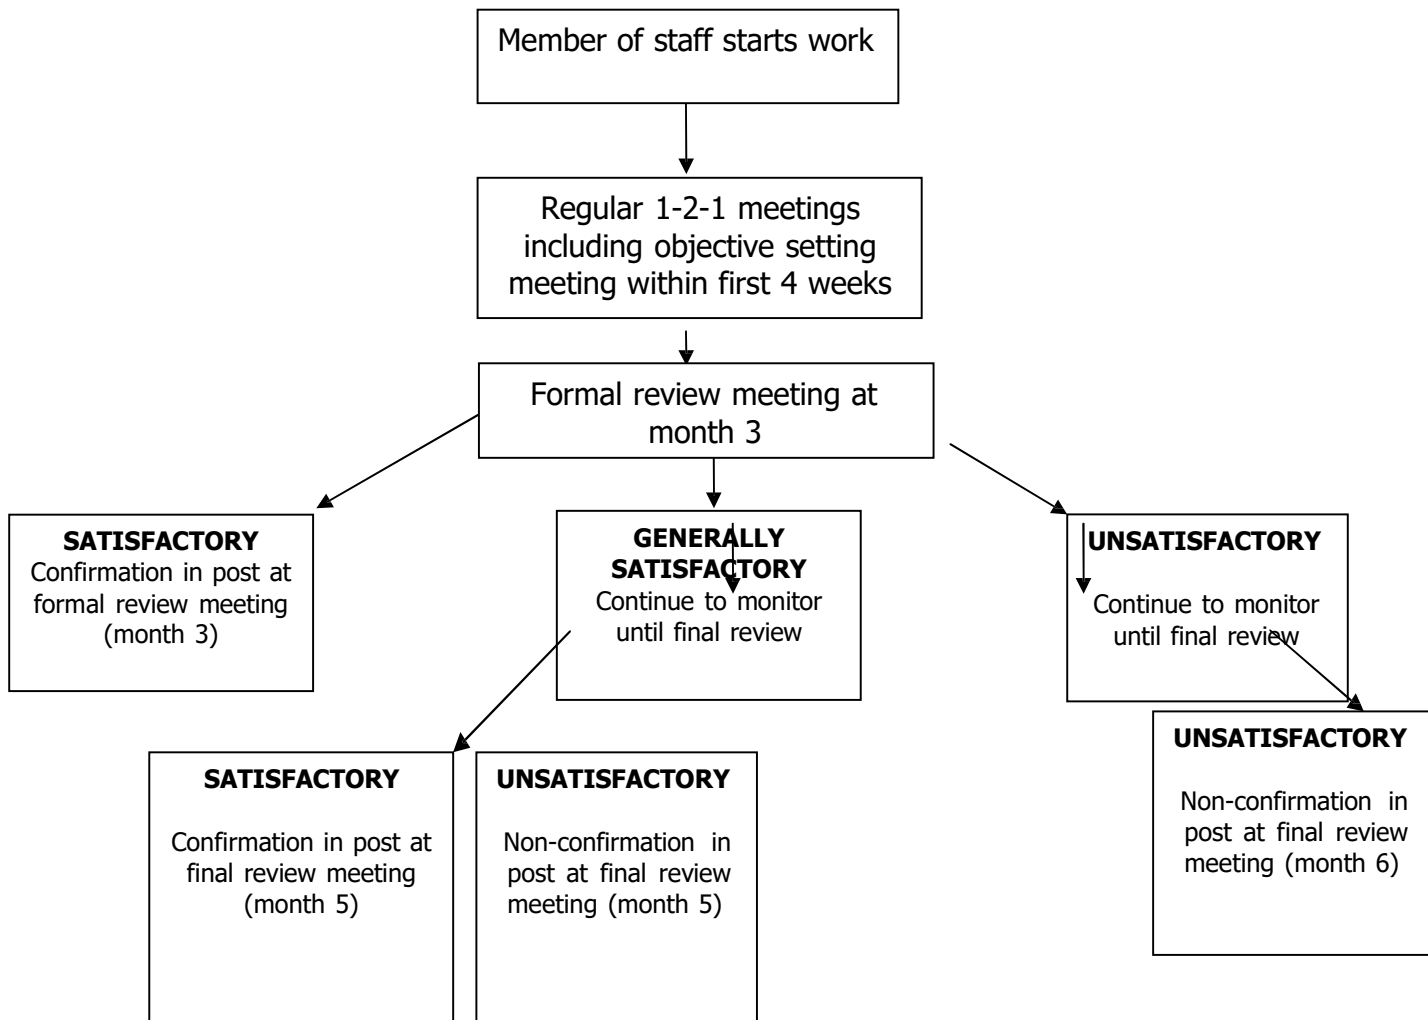 Member of staff starts work
Regular 1-2-1 meetings
including objective setting
meeting within first 4 weeks
Formal review meeting at
month 3
SATISFACTORY
Confirmation in post at
formal review meeting
(month 3)
GENERALLY
SATISFACTORY
Continue to monitor
until final review
UNSATISFACTORY
Continue to monitor
until final review
SATISFACTORY
Confirmation in post at
final review meeting
(month 5)
UNSATISFACTORY
Non-confirmation in
post at final review
meeting (month 5)
UNSATISFACTORY
Non-confirmation in
post at final review
meeting (month 6)